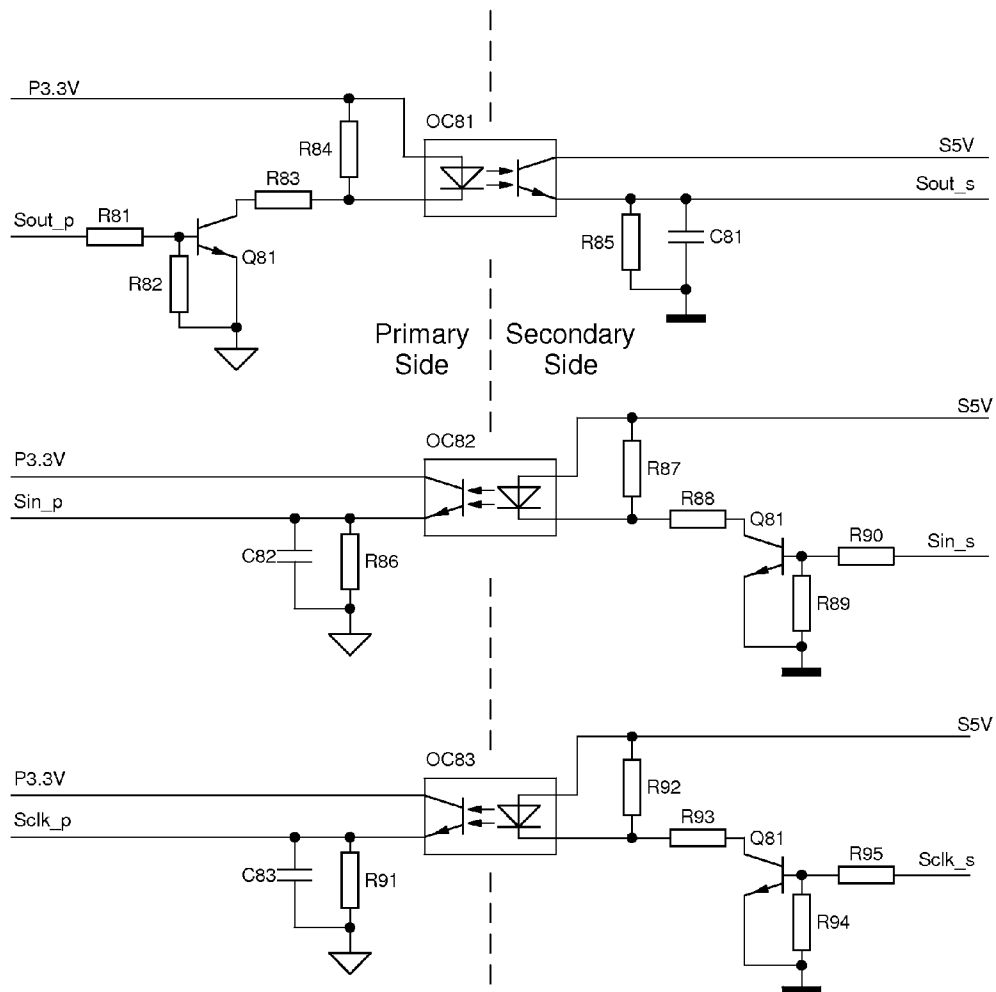 P3.3V
OC81
R84
S5V
R83
Sout_s
Sout_p
R81
R85
C81
Q81
R82
Primary
Side
Secondary
Side
S5V
OC82
P3.3V
R87
Sin_p
R88
Q81
R90
Sin_s
C82
R86
R89
S5V
OC83
P3.3V
R92
Sclk_p
R93
Q81
R95
Sclk_s
C83
R91
R94